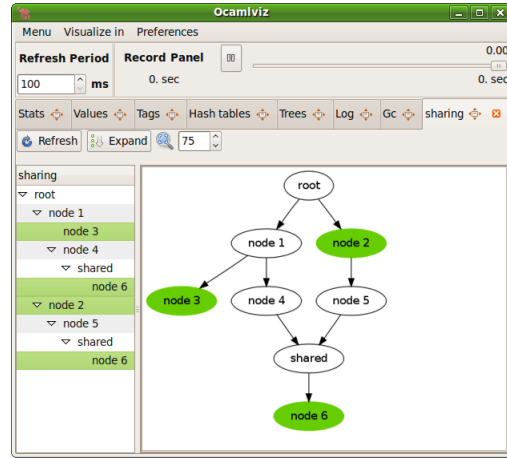 Ocamlviz
Menu Visualize in Preferences
Refresh Period Record Panel 0.00
100 ms 0. sec 0. sec
Stats Values Tags Hash tables Trees Log Gc sharing
Refresh Expand 75
sharing
root
node 1
node 3
node 4
shared
node 6
node 2
node 5
shared
node 6
root
node 1 node 2
node 3 node 4 node 5
shared
node 6